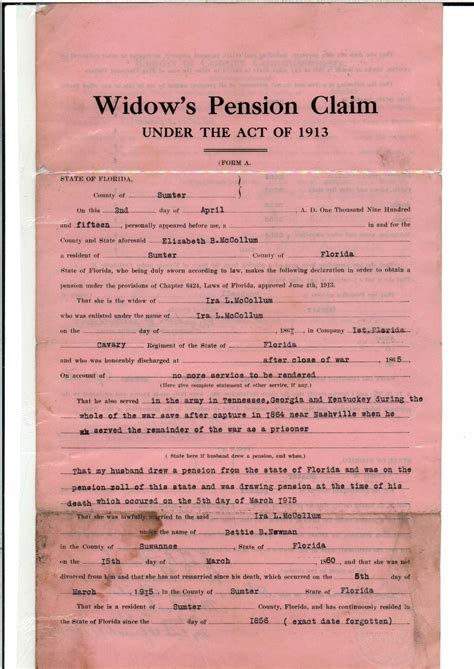 Widow's Pension Claim
UNDER THE ACT OF 1913
(FORM A.
STATE OF FLORIDA,
County of Sumter
On this 2nd day of April A. D. One Thousand Nine Hundred
and fifteen, personally appeared before me, a in and for the
County and State aforesaid Elizabeth B.McCollum
a resident of Sumter County of Florida
State of Florida, who being duly sworn according to law, makes the following declaration in order to obtain a
pension under the provisions of Chapter 6424, Laws of Florida, approved June 4th, 1913.
That she is the widow of Ira L.McCollum
who was enlisted under the name of Ira L.McCollum
on the day of in Company 1st.Florida
Cavary Regiment of the State of Florida
and who was honorably discharged at after close of war 1865
On account of no more service to be rendered
(Here give complete statement of other service, if any.)
That he also served in the army in Tennessee,Georgia and Kentuckey during the
whole of the war save after capture in 1864 near Nashville when he
served the remainder of the war as a prisoner
( State here if husband drew a pension, and when.)
That my husband drew a pension from the state of Florida and was on the
pension roll of this state and was drawing pension at the time of his
death which occured on the 5th day of March 1915
That she was lawfully married to the said Ira L.McCollum
under the name of Bettie B.Newman
in the County of Suwannee, State of Florida
on the 15th day of March 1860, and that she was not
divorced from him and that she has not remarried since his death, which occurred on the 5th day of
March 1915, in the County of Sumter State of Florida
That she is a resident of Sumter County, Florida, and has continuously resided in
the State of Florida since the day of 1856 ( exact date forgotten)